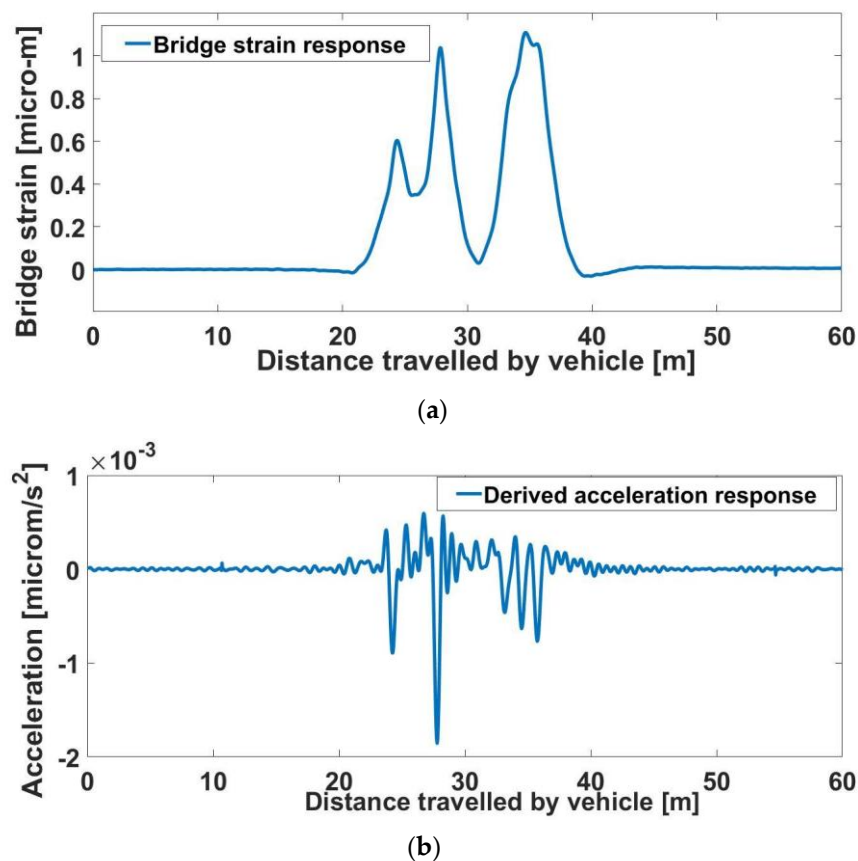 Bridge strain response
Bridge strain [micro-m]
1
0.8
0.6
0.4
0.2
0
0 10 20 30 40 50 60
Distance travelled by vehicle [m]
(a)
×10⁻³
Derived acceleration response
Acceleration [microm/s²]
1
0
-1
-2
0 10 20 30 40 50 60
Distance travelled by vehicle [m]
(b)